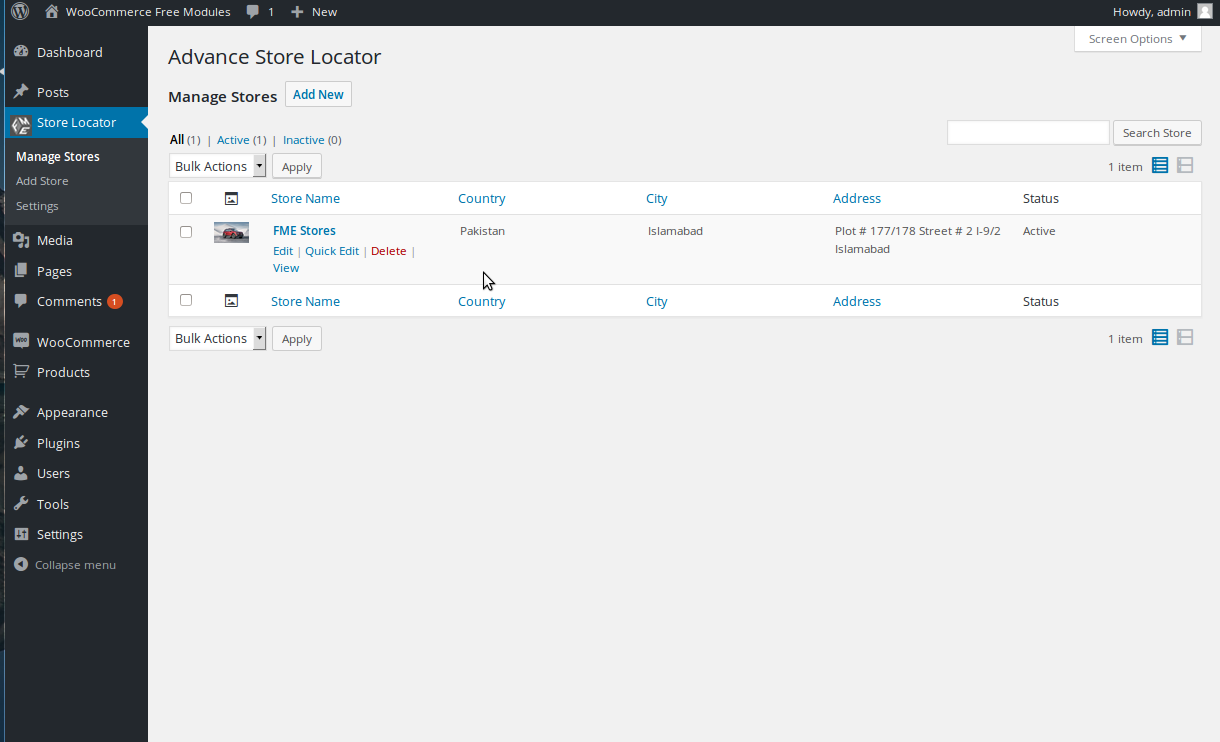 WooCommerce Free Modules 1 New Howdy, admin
Screen Options
Dashboard
Posts
Store Locator
Manage Stores
Add Store
Settings
Media
Pages
Comments 1
WooCommerce
Products
Appearance
Plugins
Users
Tools
Settings
Collapse menu
Advance Store Locator
Manage Stores Add New
All (1) | Active (1) | Inactive (0)
Search Store
Bulk Actions Apply 1 item
Store Name Country City Address Status
FME Stores Pakistan Islamabad Plot # 177/178 Street # 2 I-9/2 Active
Islamabad
Edit | Quick Edit | Delete |
View
Store Name Country City Address Status
Bulk Actions Apply 1 item